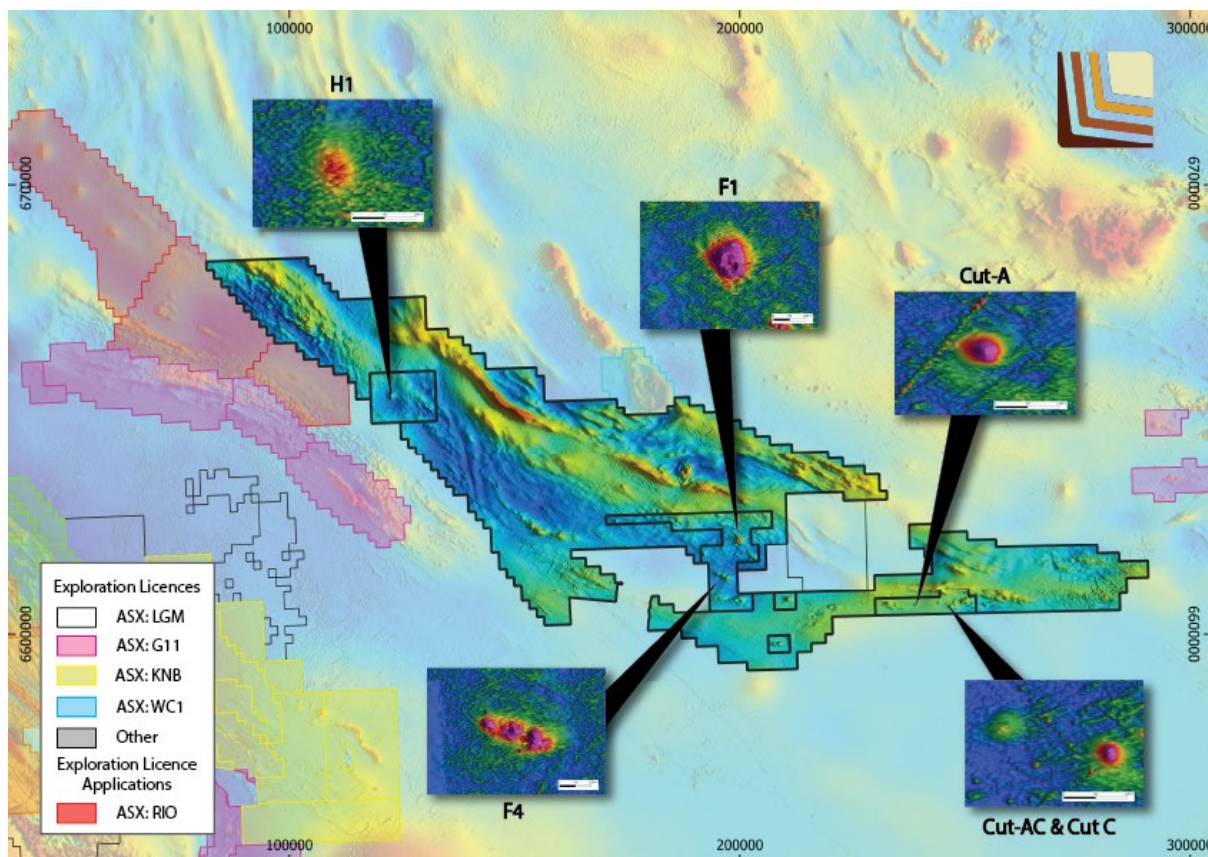 100000
200000
300000
H1
6700000
F1
6700000
Cut-A
6600000
Exploration Licences
ASX: LGM
ASX: G11
ASX: KNB
ASX: WC1
Other
Exploration Licence
Applications
ASX: RIO
6600000
F4
Cut-AC & Cut C
100000
200000
300000